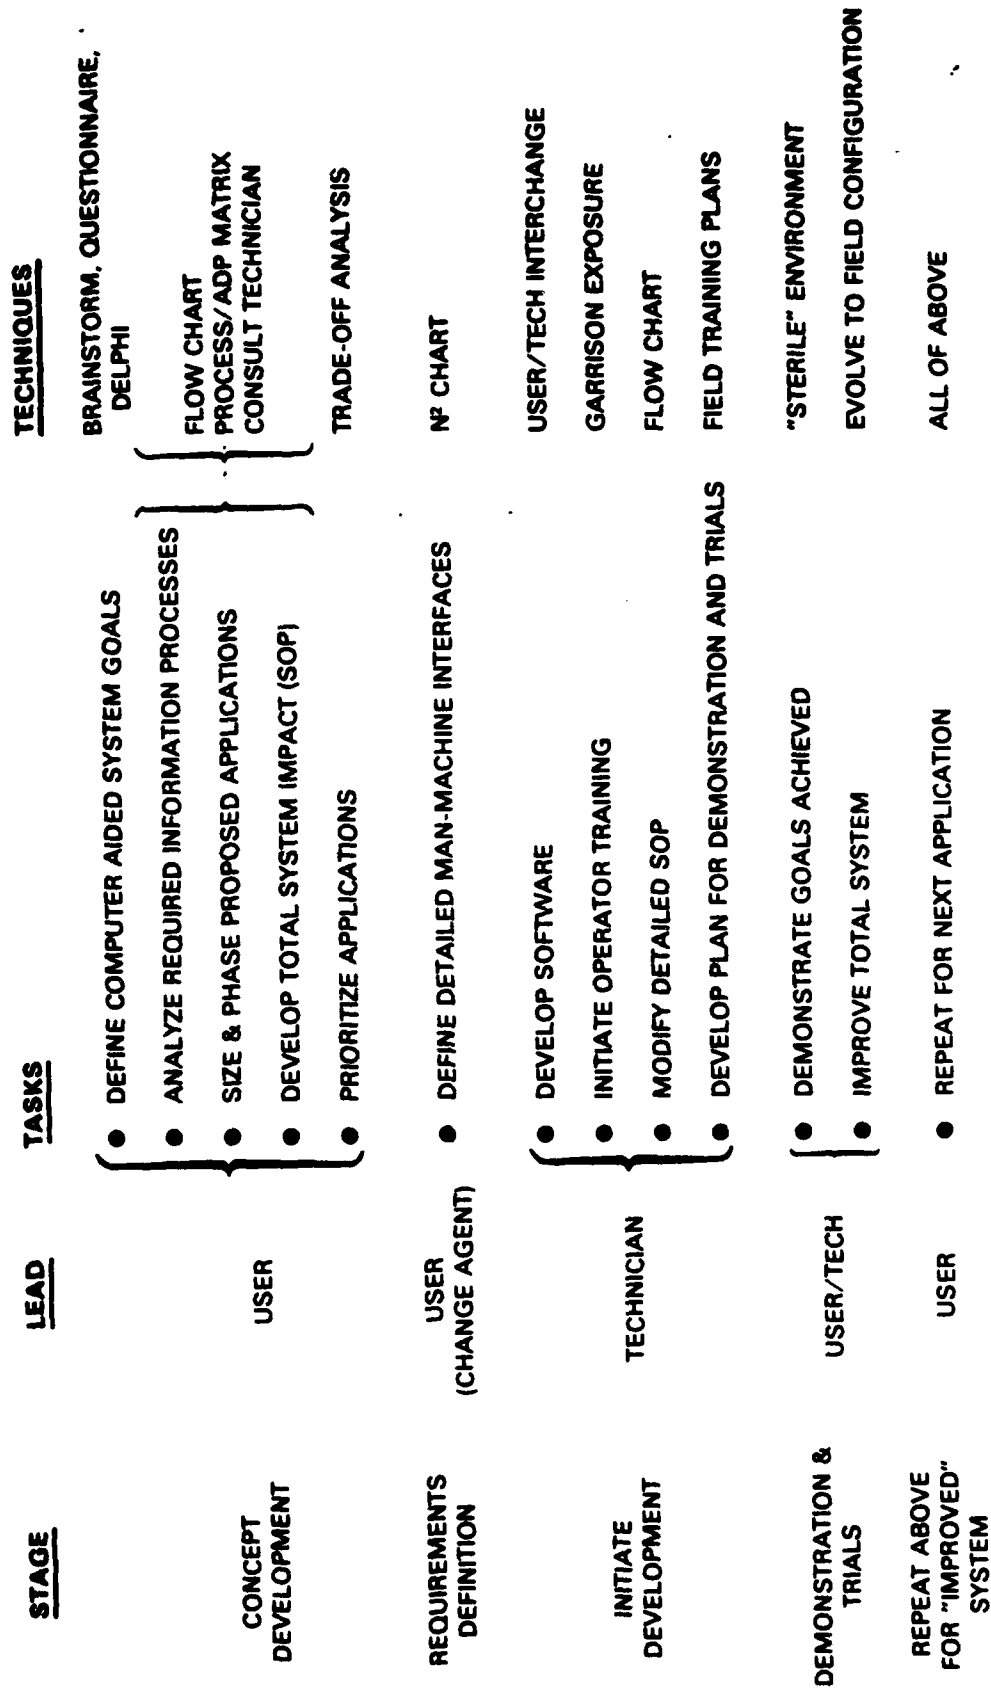 STAGE
LEAD
TASKS
TECHNIQUES
CONCEPT
DEVELOPMENT
USER
● DEFINE COMPUTER AIDED SYSTEM GOALS
BRAINSTORM, QUESTIONNAIRE,
DELPHI
● ANALYZE REQUIRED INFORMATION PROCESSES
● SIZE & PHASE PROPOSED APPLICATIONS
● DEVELOP TOTAL SYSTEM IMPACT (SOP)
FLOW CHART
PROCESS/ADP MATRIX
CONSULT TECHNICIAN
● PRIORITIZE APPLICATIONS
TRADE-OFF ANALYSIS
REQUIREMENTS
DEFINITION
USER
(CHANGE AGENT)
● DEFINE DETAILED MAN-MACHINE INTERFACES
N² CHART
INITIATE
DEVELOPMENT
TECHNICIAN
● DEVELOP SOFTWARE
USER/TECH INTERCHANGE
● INITIATE OPERATOR TRAINING
GARRISON EXPOSURE
● MODIFY DETAILED SOP
FLOW CHART
● DEVELOP PLAN FOR DEMONSTRATION AND TRIALS
FIELD TRAINING PLANS
DEMONSTRATION &
TRIALS
USER/TECH
● DEMONSTRATE GOALS ACHIEVED
"STERILE" ENVIRONMENT
● IMPROVE TOTAL SYSTEM
EVOLVE TO FIELD CONFIGURATION
REPEAT ABOVE
FOR "IMPROVED"
SYSTEM
USER
● REPEAT FOR NEXT APPLICATION
ALL OF ABOVE